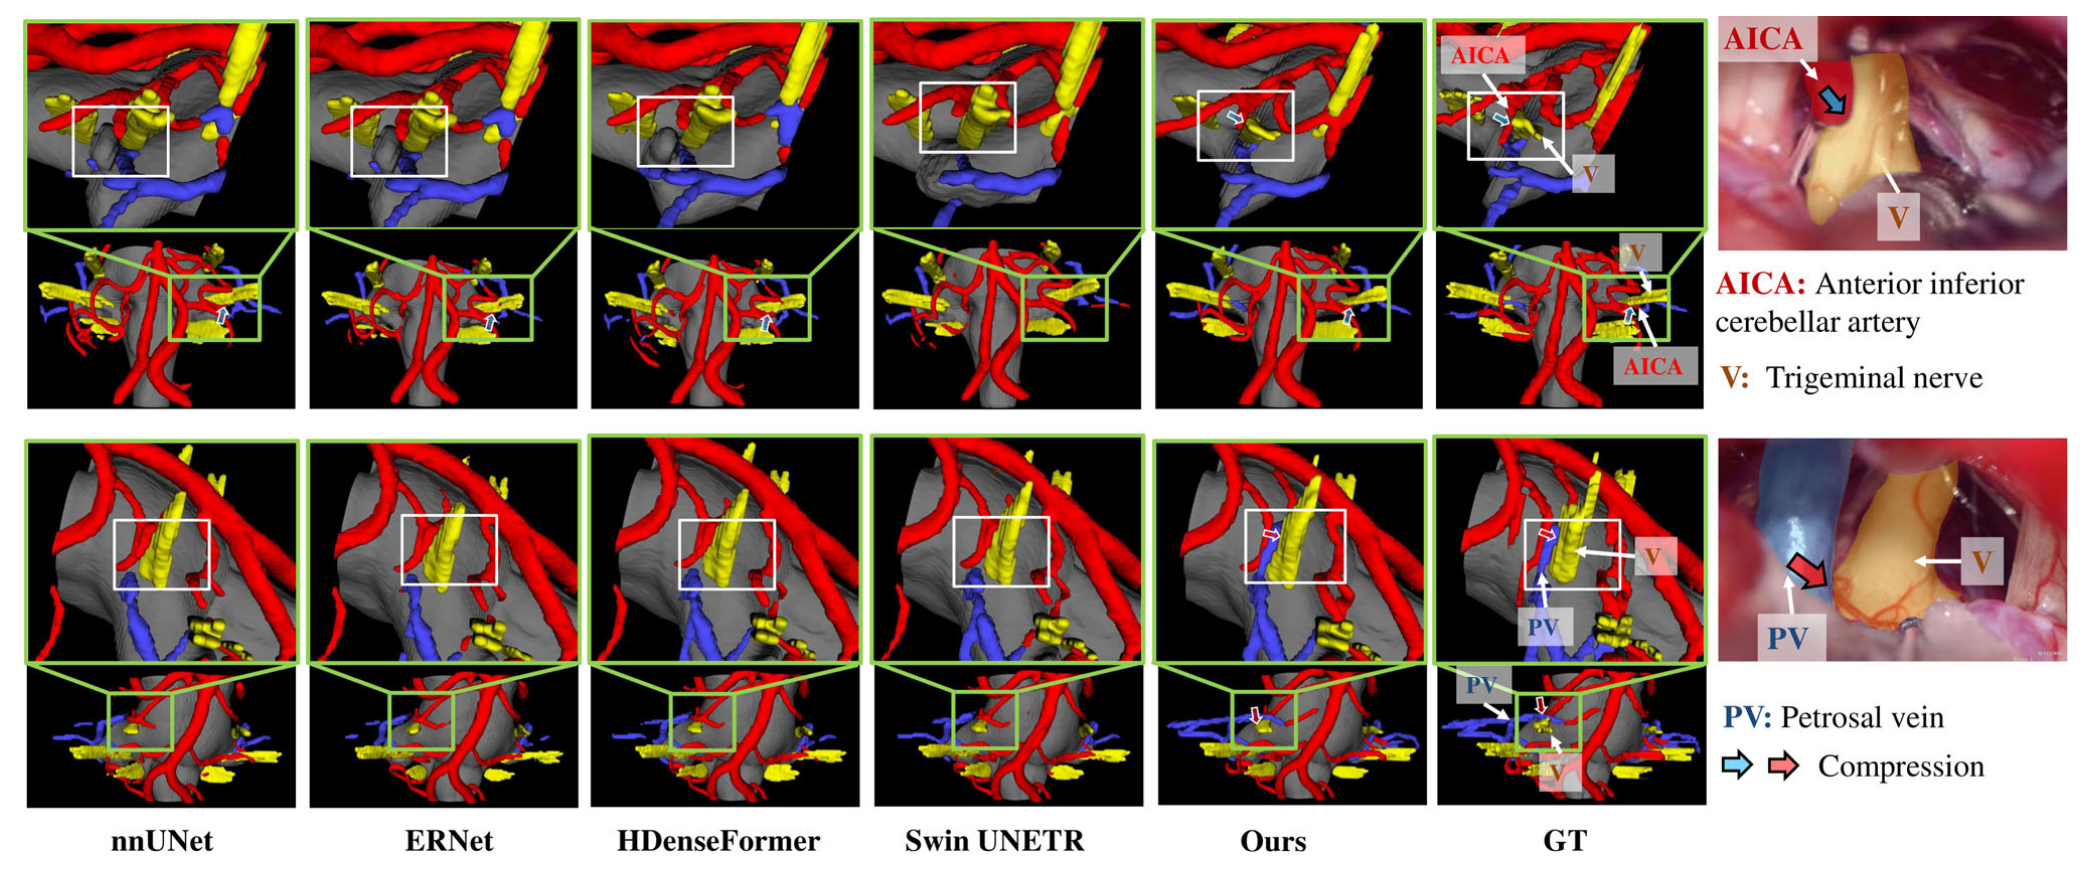 AICA
V
V
AICA
AICA
V
AICA: Anterior inferior
cerebellar artery
V: Trigeminal nerve
V
PV
PV
V
V
PV
PV: Petrosal vein
Compression
nnUNet
ERNet
HDenseFormer
Swin UNETR
Ours
GT